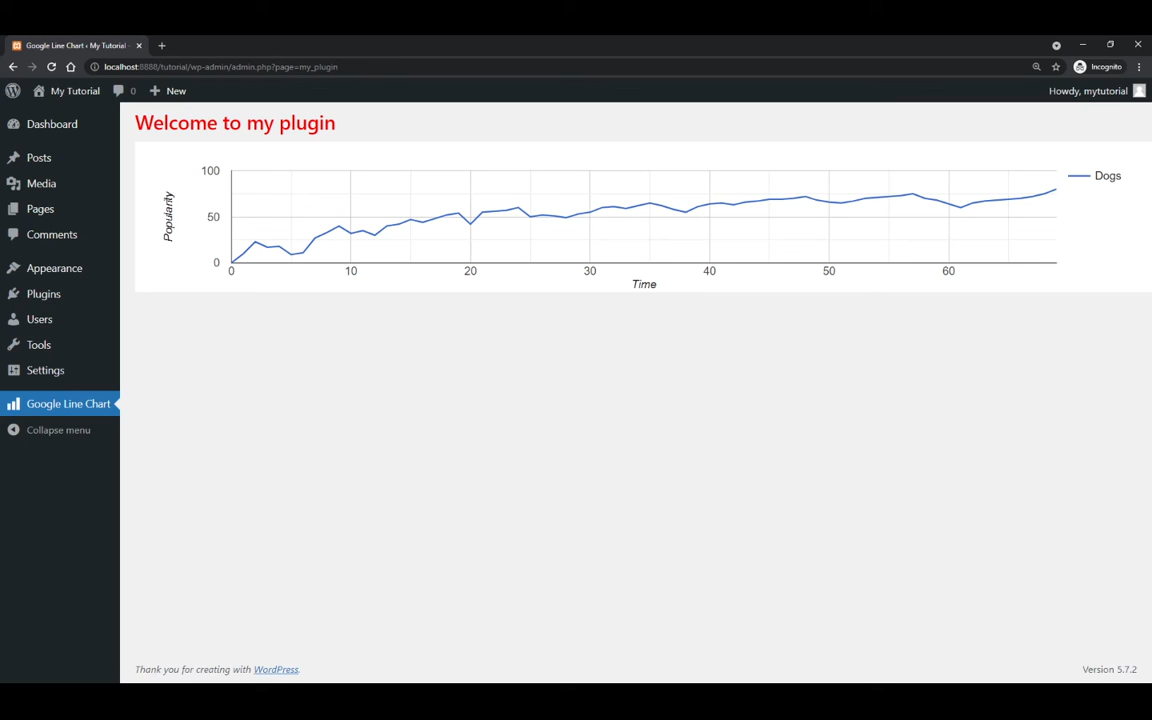 Google Line Chart ‹ My Tutorial -
localhost:8888/tutorial/wp-admin/admin.php?page=my_plugin
Incognito
My Tutorial
0
New
Howdy, mytutorial
Dashboard
Posts
Media
Pages
Comments
Appearance
Plugins
Users
Tools
Settings
Google Line Chart
Collapse menu
Welcome to my plugin
100
50
0
Popularity
0 10 20 30 40 50 60
Time
Dogs
Thank you for creating with WordPress.
Version 5.7.2